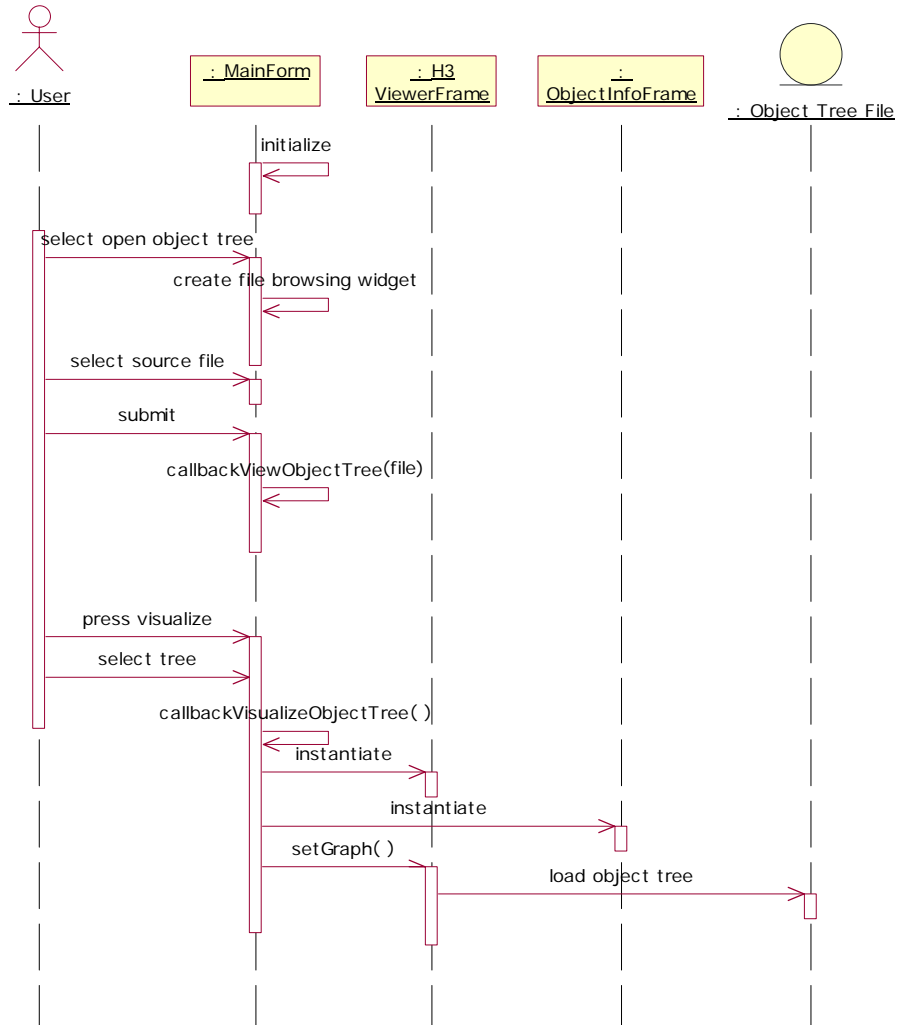 : User
: MainForm
: H3
ViewerFrame
:
ObjectInfoFrame
: Object Tree File
initialize
select open object tree
create file browsing widget
select source file
submit
callbackViewObjectTree(file)
press visualize
select tree
callbackVisualizeObjectTree( )
instantiate
instantiate
setGraph( )
load object tree